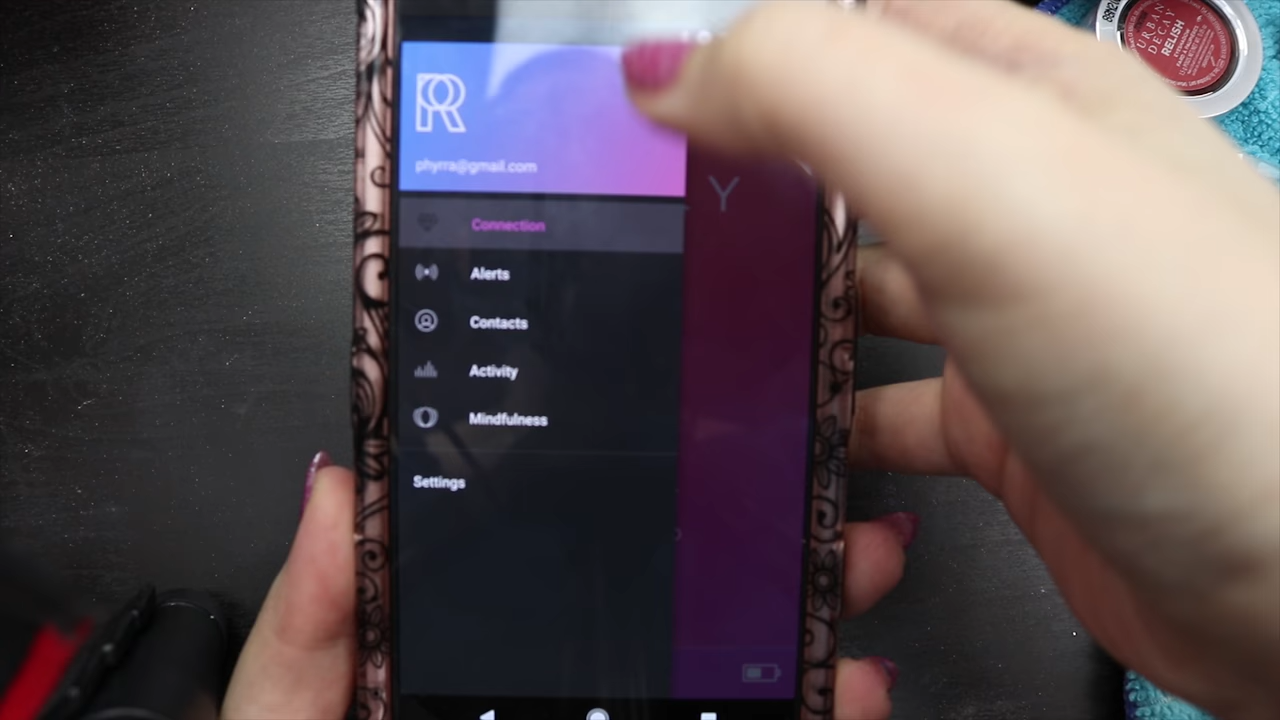 R
phyrra@gmail.com
Y
Connection
Alerts
Contacts
Activity
Mindfulness
Settings
URBAN
DECAY
RELISH